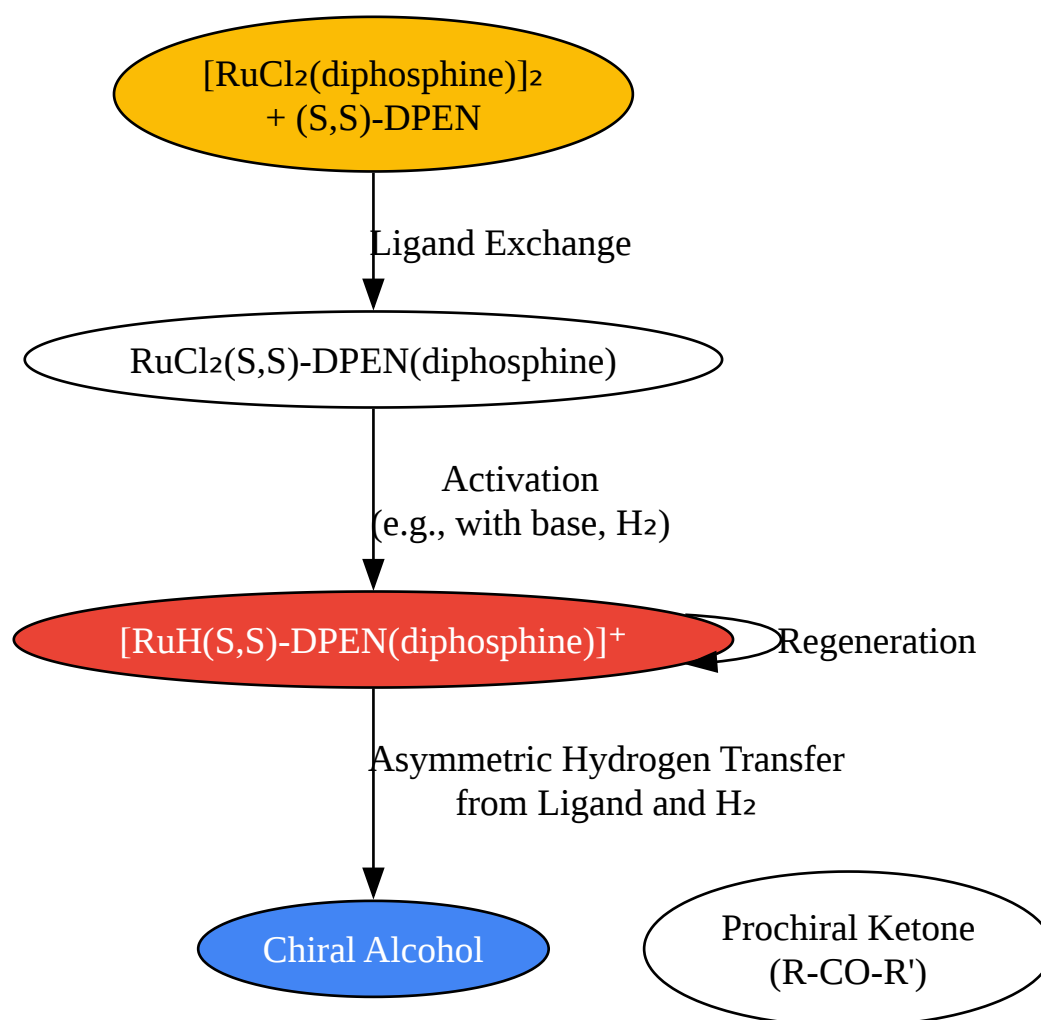 [RuCl₂(diphosphine)]₂
+ (S,S)-DPEN
Ligand Exchange
RuCl₂(S,S)-DPEN(diphosphine)
Activation
(e.g., with base, H₂)
[RuH(S,S)-DPEN(diphosphine)]⁺
Regeneration
Asymmetric Hydrogen Transfer
from Ligand and H₂
Chiral Alcohol
Prochiral Ketone
(R-CO-R')